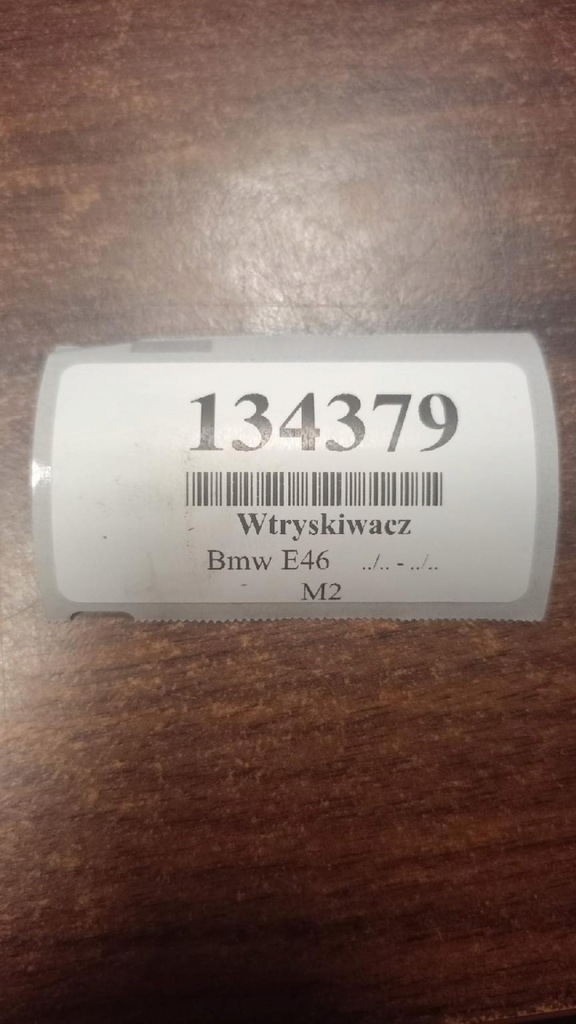 134379
Wtryskiwacz
Bmw E46 ../.. - ../..
M2